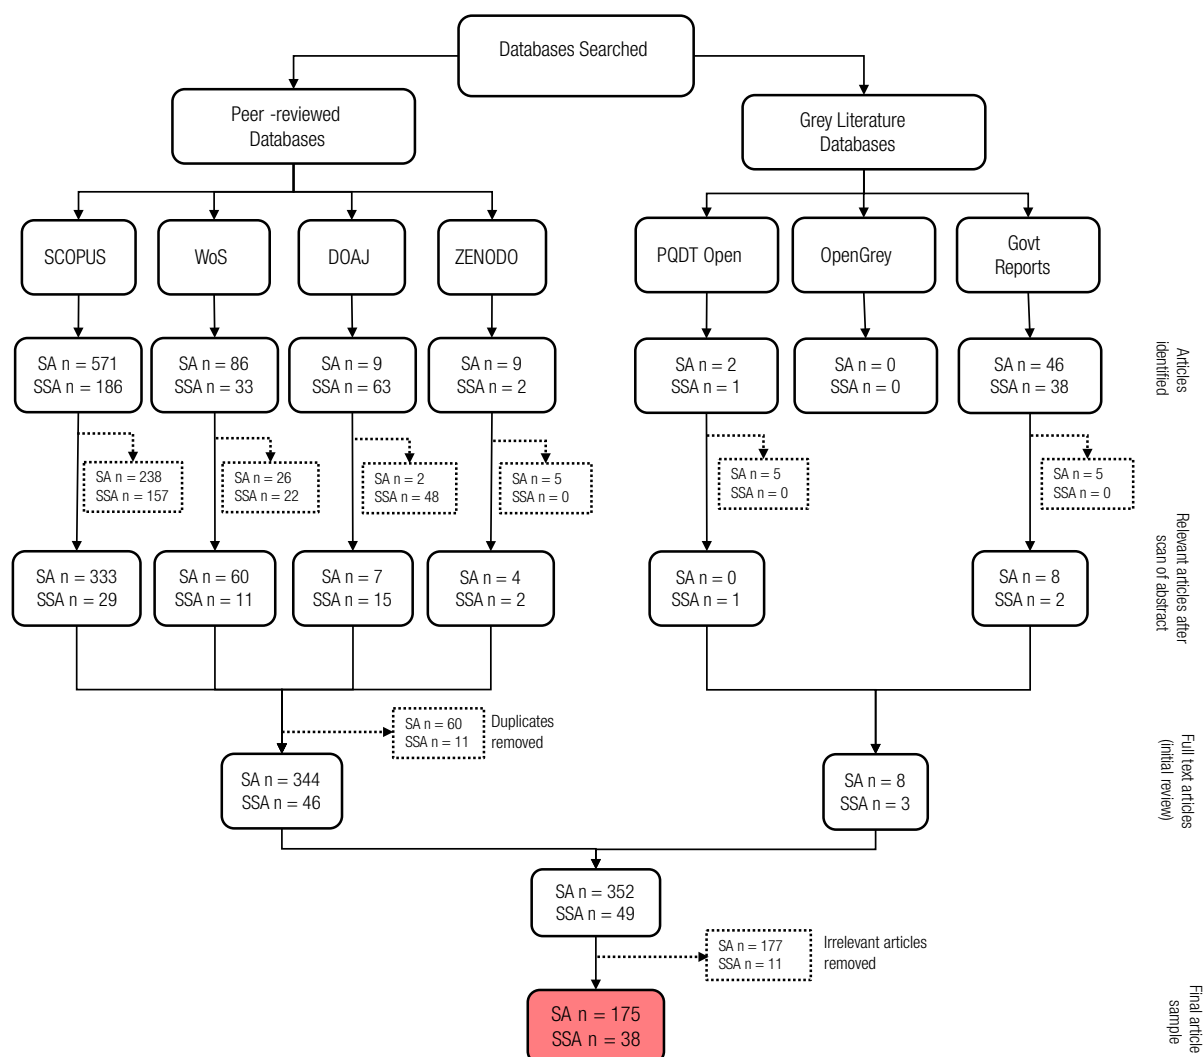 Databases Searched
Peer -reviewed
Databases
Grey Literature
Databases
SCOPUS
WoS
DOAJ
ZENODO
PQDT Open
OpenGrey
Govt
Reports
SA n = 571
SSA n = 186
SA n = 86
SSA n = 33
SA n = 9
SSA n = 63
SA n = 9
SSA n = 2
SA n = 2
SSA n = 1
SA n = 0
SSA n = 0
SA n = 46
SSA n = 38
Articles
identified
SA n = 238
SSA n = 157
SA n = 26
SSA n = 22
SA n = 2
SSA n = 48
SA n = 5
SSA n = 0
SA n = 5
SSA n = 0
SA n = 5
SSA n = 0
SA n = 333
SSA n = 29
SA n = 60
SSA n = 11
SA n = 7
SSA n = 15
SA n = 4
SSA n = 2
SA n = 0
SSA n = 1
SA n = 8
SSA n = 2
Relevant articles after
scan of abstract
SA n = 60
SSA n = 11
Duplicates
removed
SA n = 344
SSA n = 46
SA n = 8
SSA n = 3
Full text articles
(initial review)
SA n = 352
SSA n = 49
SA n = 177
SSA n = 11
Irrelevant articles
removed
SA n = 175
SSA n = 38
Final article
sample